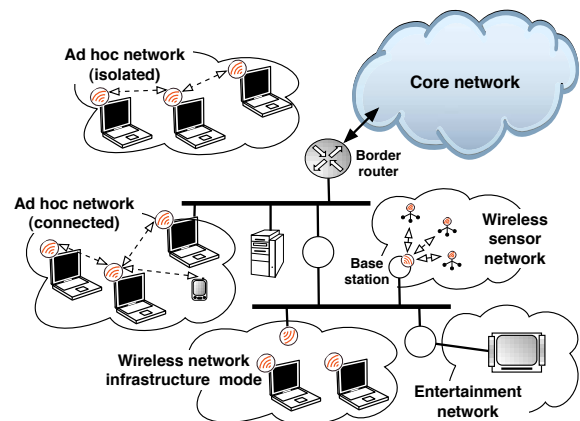 Ad hoc network
(isolated)
Core network
Border
router
Ad hoc network
(connected)
Wireless
sensor
network
Base
station
Wireless network
infrastructure mode
Entertainment
network